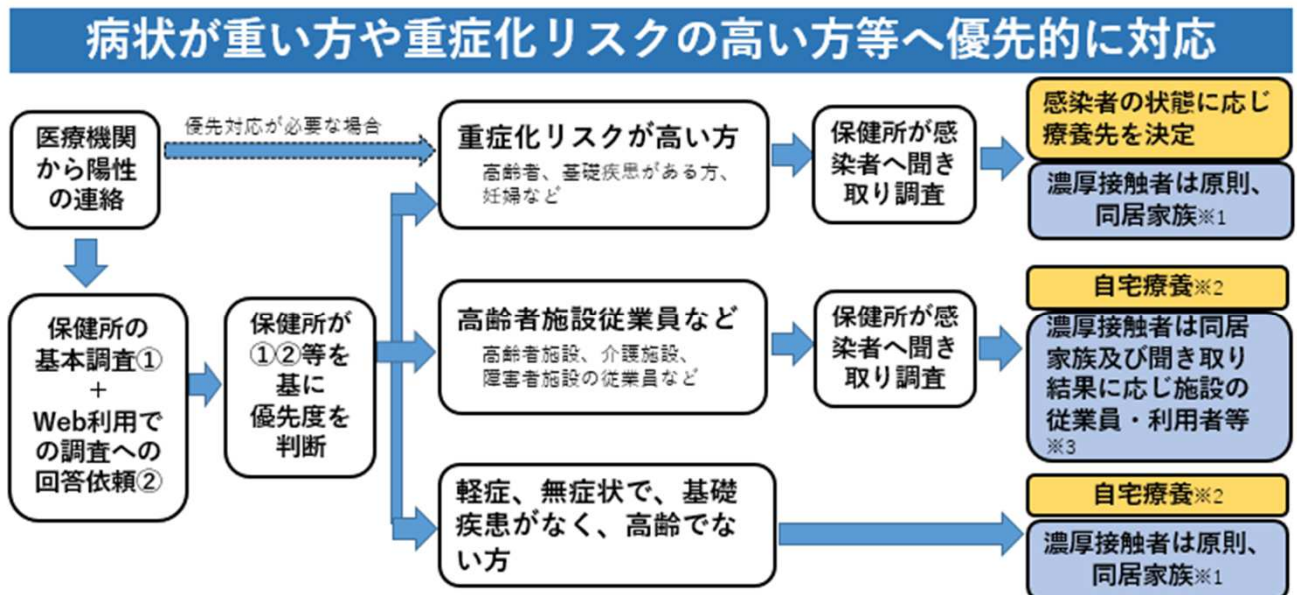 病状が重い方や重症化リスクの高い方等へ優先的に対応
医療機関
から陽性
の連絡
優先対応が必要な場合
重症化リスクが高い方
高齢者、基礎疾患がある方、
妊婦など
保健所が感
染者へ聞き
取り調査
感染者の状態に応じ
療養先を決定
濃厚接触者は原則、
同居家族※1
保健所の
基本調査①
+
Web利用で
の調査への
回答依頼②
保健所が
①②等を
基に
優先度を
判断
高齢者施設従業員など
高齢者施設、介護施設、
障害者施設の従業員など
保健所が感
染者へ聞き
取り調査
自宅療養※2
濃厚接触者は同居
家族及び聞き取り
結果に応じ施設の
従業員・利用者等
※3
軽症、無症状で、基礎
疾患がなく、高齢でな
い方
自宅療養※2
濃厚接触者は原則、
同居家族※1